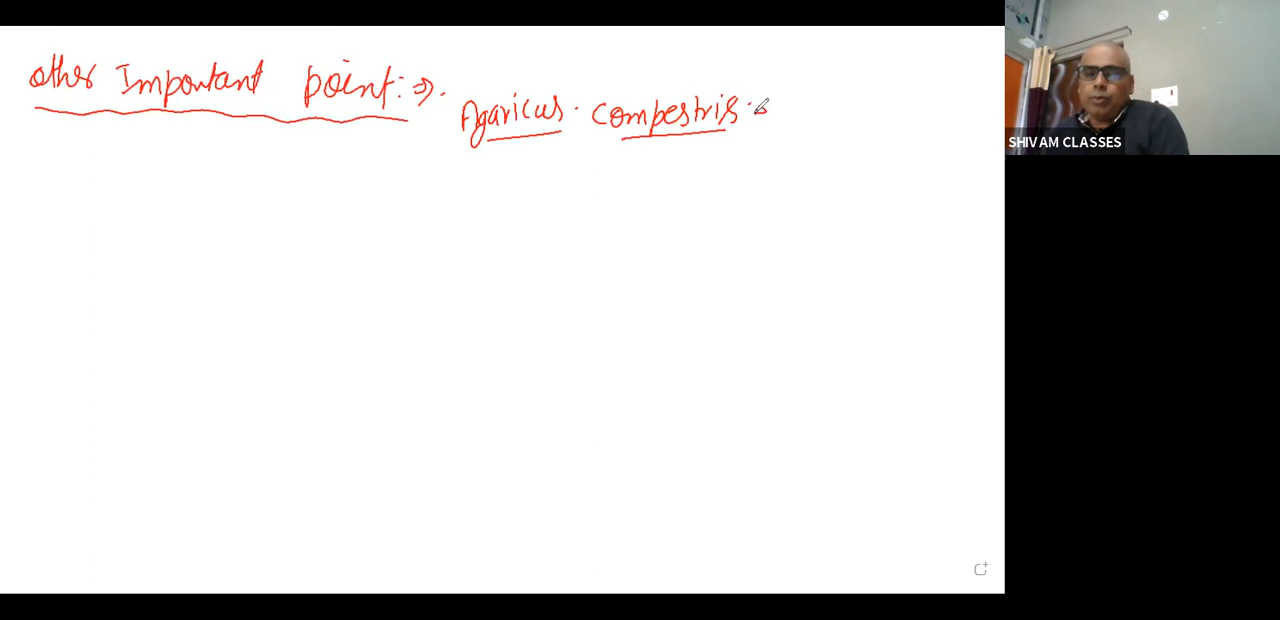 other Important point :⇒.
Agaricus. compestris.
SHIVAM CLASSES